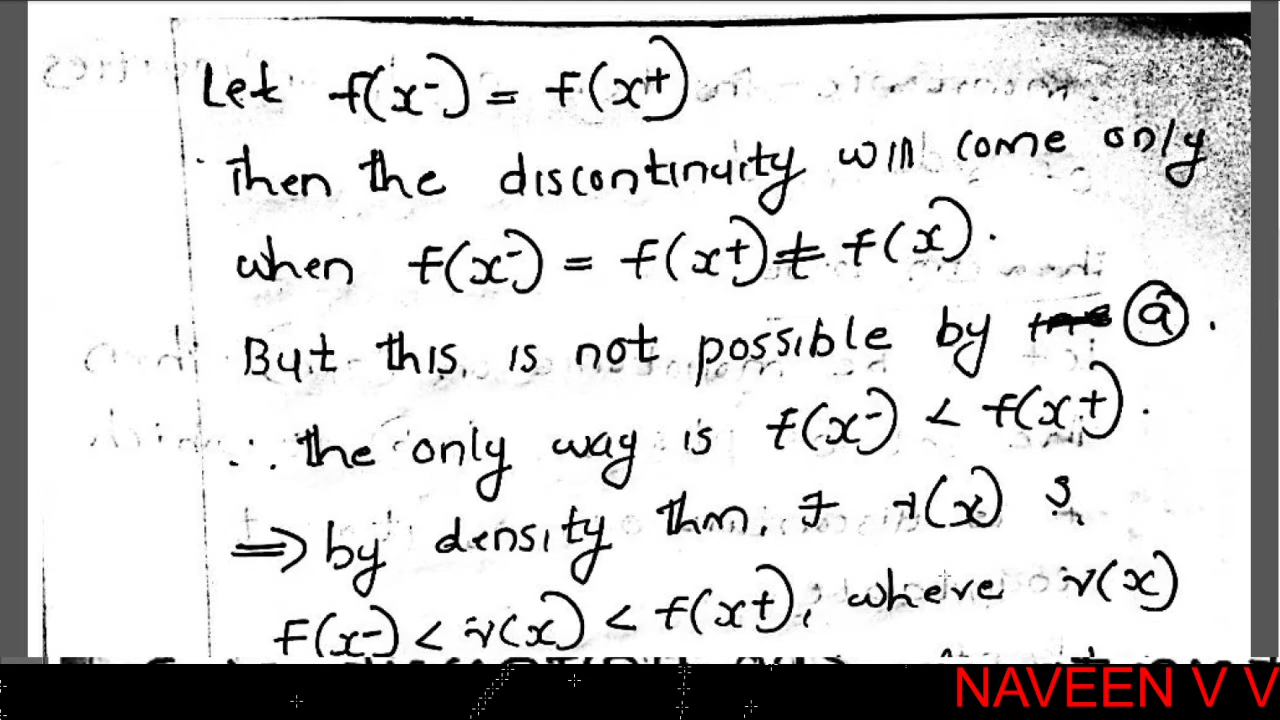 Let f(x-) = f(x+)
Then the discontinuity will come only
when f(x-) = f(x+) ≠ f(x).
But this is not possible by ⓐ.
∴ the only way is f(x-) < f(x+).
⟹ by density thm, ∃ r(x) ∋
f(x-) < r(x) < f(x+), where r(x)
NAVEEN V V